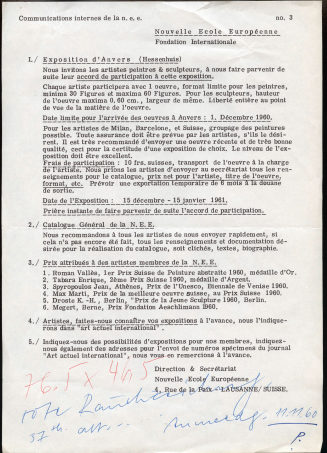 Communications internes de la n. e. e. no. 3
Nouvelle Ecole Européenne
Fondation Internationale
1./ Exposition d'Anvers (Hessenhuis)
Nous invitons les artistes peintres & sculpteurs, à nous faire parvenir de
suite leur accord de participation à cette exposition.
Chaque artiste participe avec 1 oeuvre, format limite pour les peintres,
minima 30 Figures et maxima 60 Figures. Pour les sculpteurs, hauteur
de l'oeuvre maxima 0,60 cm., largeur de même. Liberté entière au point
de vue de la matière de l'oeuvre.
Date limite pour l'arrivée des oeuvres à Anvers : 1. Décembre 1960.
Pour les artistes de Milan, Barcelone, et Suisse, groupage des peintures
possible. Toute assurance doit être prévue par les artistes, s'ils le dési-
rent. Il est très recommandé d'envoyer une oeuvre récente et de très bonne
qualité, ceci pour la certitude d'une exposition de choix. Le niveau de l'ex-
position doit être excellent.
Frais de participation : 10 frs. suisses, transport de l'oeuvre à la charge
de l'artiste. Nous prions les artistes d'envoyer au secrétariat tous les ren-
seignements pour le catalogue, prix net pour l'artiste, titre de l'oeuvre,
format, etc. Prévoir une exportation temporaire de 6 mois à la douane
de sortie.
Date de l'Exposition : 15 décembre - 15 janvier 1961.
Prière instante de faire parvenir de suite l'accord de participation.
2./ Catalogue Général de la N. E. E.
Nous recommandons à tous les artistes de nous envoyer rapidement, si
cela n'a pas encore été fait, tous les renseignements et documentation dé-
sirée pour la réalisation du catalogue, soit clichés, textes, biographie.
3./ Prix attribués à des artistes membres de la N. E. E.
1. Roman Vallès, 1er Prix Suisse de Peinture abstraite 1960, médaille d'Or.
2. Tabara Enrique, 2ème Prix Suisse 1960, médaille d'Argent.
3. Spyropoulos Jean, Athènes, Prix de l'Unesco, Biennale de Venise 1960.
4. Max Marti, Prix de la meilleure oeuvre suisse, au Prix Suisse 1960.
5. Droste K. -H., Berlin, "Prix de la Jeune Sculpture 1960, Berlin.
6. Megert, Berne, Prix Fondation Aeschlimann 1960.
4./ Artistes, faites-nous connaître vos expositions à l'avance, nous l'indique-
rons dans "art actuel international".
5./ Indiquez-nous des possibilités d'expositions pour nos membres, indiquez-
nous également des adresses pour l'envoi de numéros spécimens du journal
"Art actuel international", nous vous en remercions à l'avance.
Direction & Secrétariat
Nouvelle Ecole Européenne
4, Rue de la Paix - LAUSANNE/SUISSE.
11.11.60